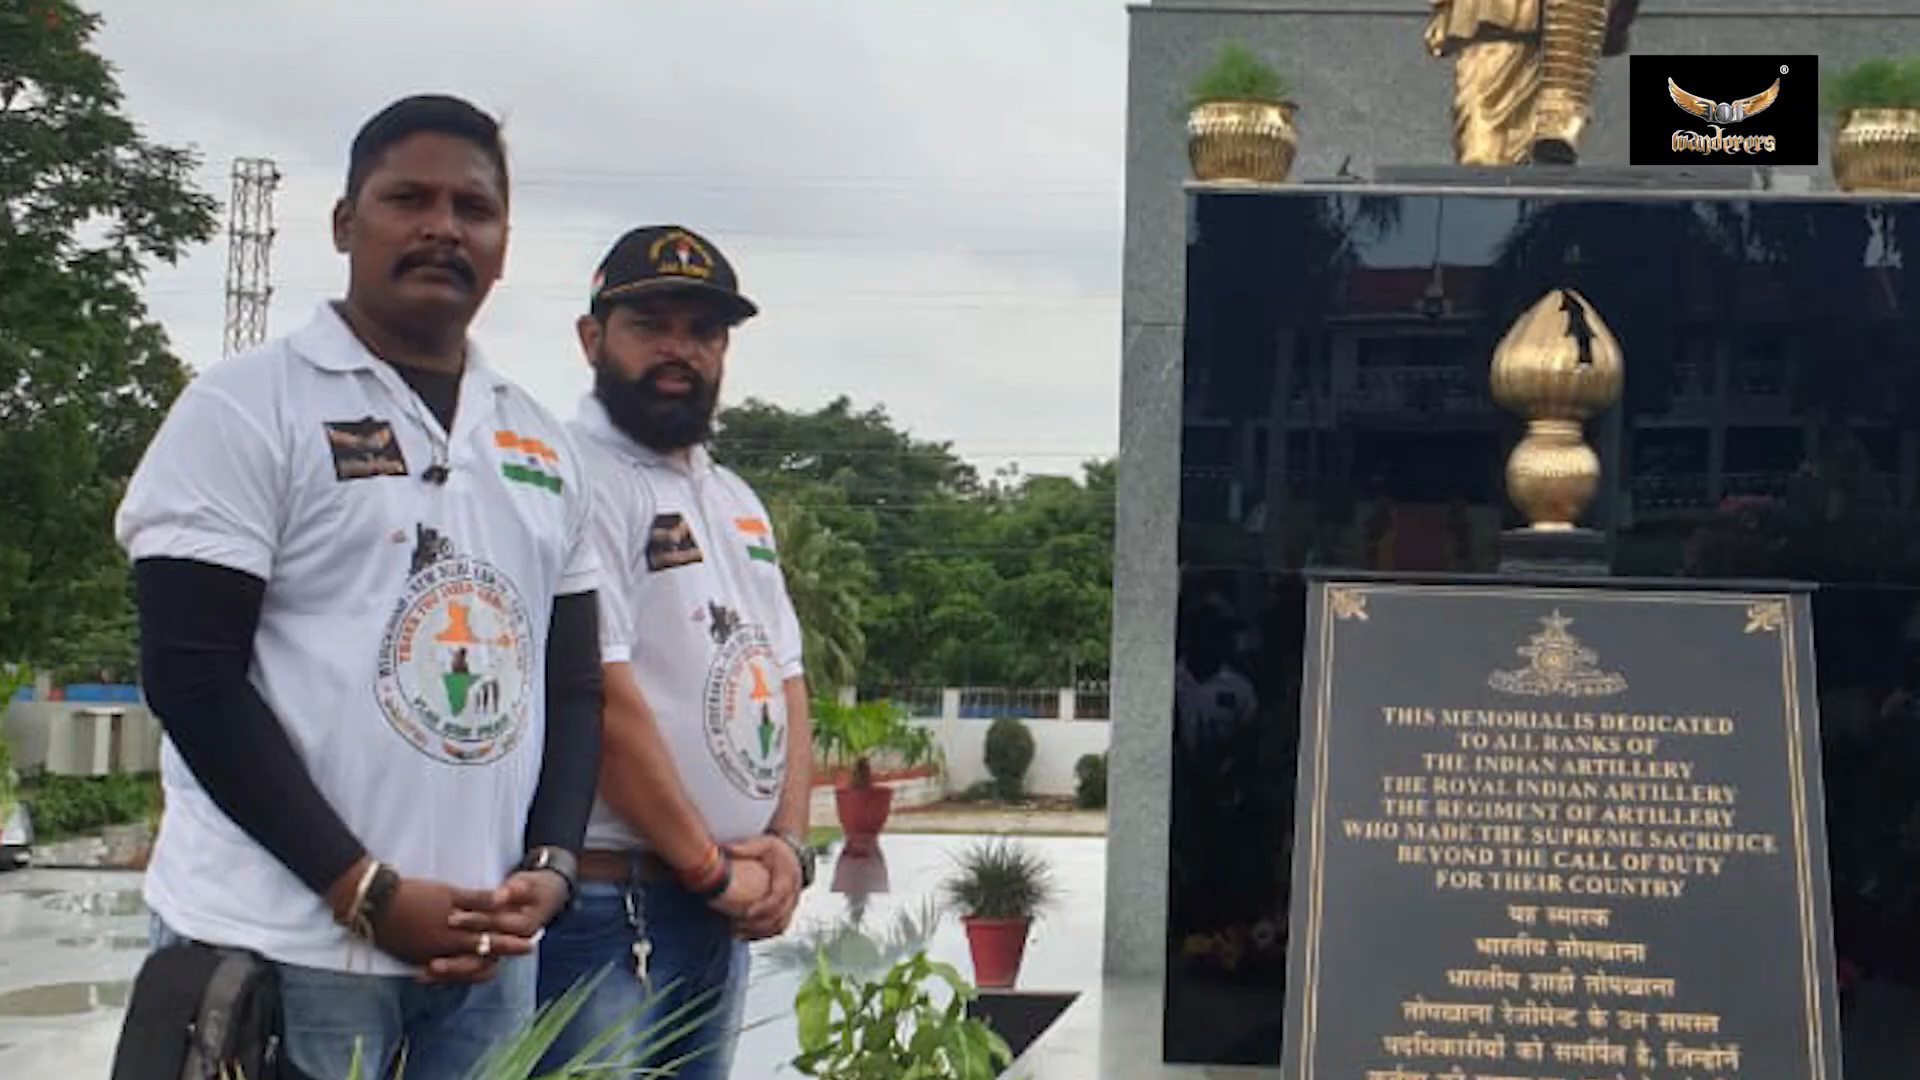 101
wanderers
®
THIS MEMORIAL IS DEDICATED
TO ALL RANKS OF
THE INDIAN ARTILLERY
THE ROYAL INDIAN ARTILLERY
THE REGIMENT OF ARTILLERY
WHO MADE THE SUPREME SACRIFICE
BEYOND THE CALL OF DUTY
FOR THEIR COUNTRY
यह स्मारक
भारतीय तोपखाना
भारतीय शाही तोपखाना
तोपखाना रेजीमेन्ट के उन समस्त
पदधिकारीयों को समर्पित है, जिन्होनें